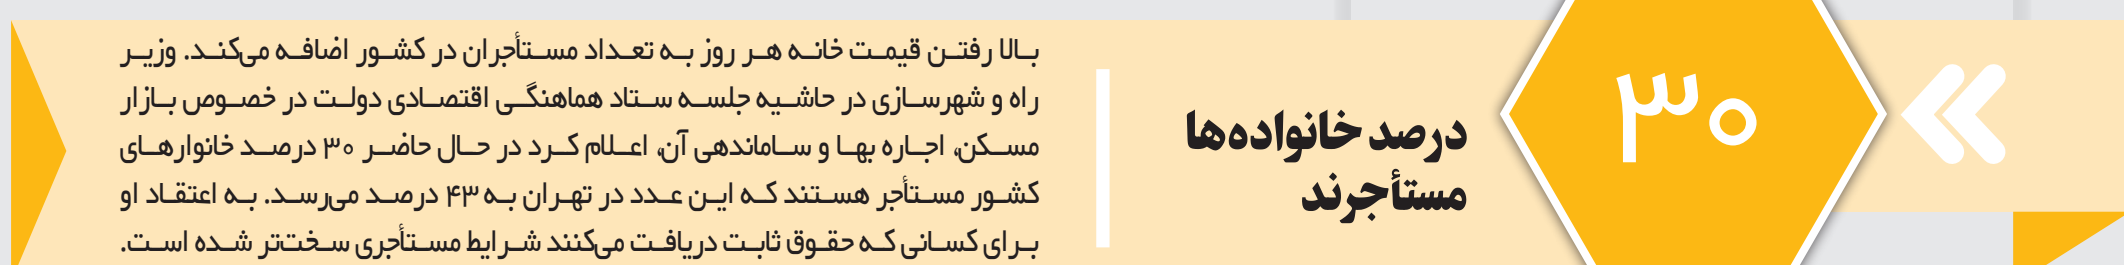 ۳۰
درصد خانواده‌ها
مستأجرند
بالا رفتن قیمت خانه هر روز به تعداد مستأجران در کشور اضافه می‌کند. وزیر
راه و شهرسازی در حاشیه جلسه ستاد هماهنگی اقتصادی دولت در خصوص بازار
مسکن، اجاره بها و ساماندهی آن، اعلام کرد در حال حاضر ۳۰ درصد خانوارهای
کشور مستأجر هستند که این عدد در تهران به ۴۳ درصد می‌رسد. به اعتقاد او
برای کسانی که حقوق ثابت دریافت می‌کنند شرایط مستأجری سخت‌تر شده است.